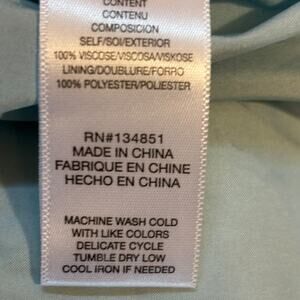 CONTENT
CONTENU
COMPOSICION
SELF/SOI/EXTERIOR
100% VISCOSE/VISCOSA/VISKOSE
LINING/DOUBLURE/FORRO
100% POLYESTER/POLIESTER
RN#134851
MADE IN CHINA
FABRIQUE EN CHINE
HECHO EN CHINA
MACHINE WASH COLD
WITH LIKE COLORS
DELICATE CYCLE
TUMBLE DRY LOW
COOL IRON IF NEEDED